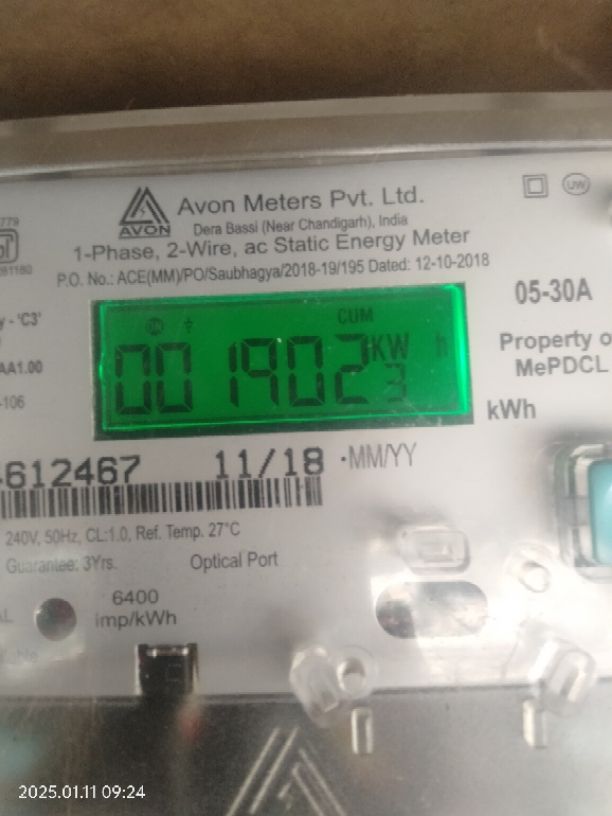 Avon Meters Pvt. Ltd.
AVON
Dera Bassi (Near Chandigarh), India
1-Phase, 2-Wire, ac Static Energy Meter
P.O. No.: ACE(MM)/PO/Saubhagya/2018-19/195 Dated: 12-10-2018
UW
779
y - 'C3'
AA1.00
-106
05-30A
Property o
MePDCL
CUM
001902 KW h
3
kWh
612467 11/18 -MM/YY
240V, 50Hz, CL:1.0, Ref. Temp. 27°C
Guarantee: 3Yrs. Optical Port
6400
imp/kWh
2025.01.11 09:24